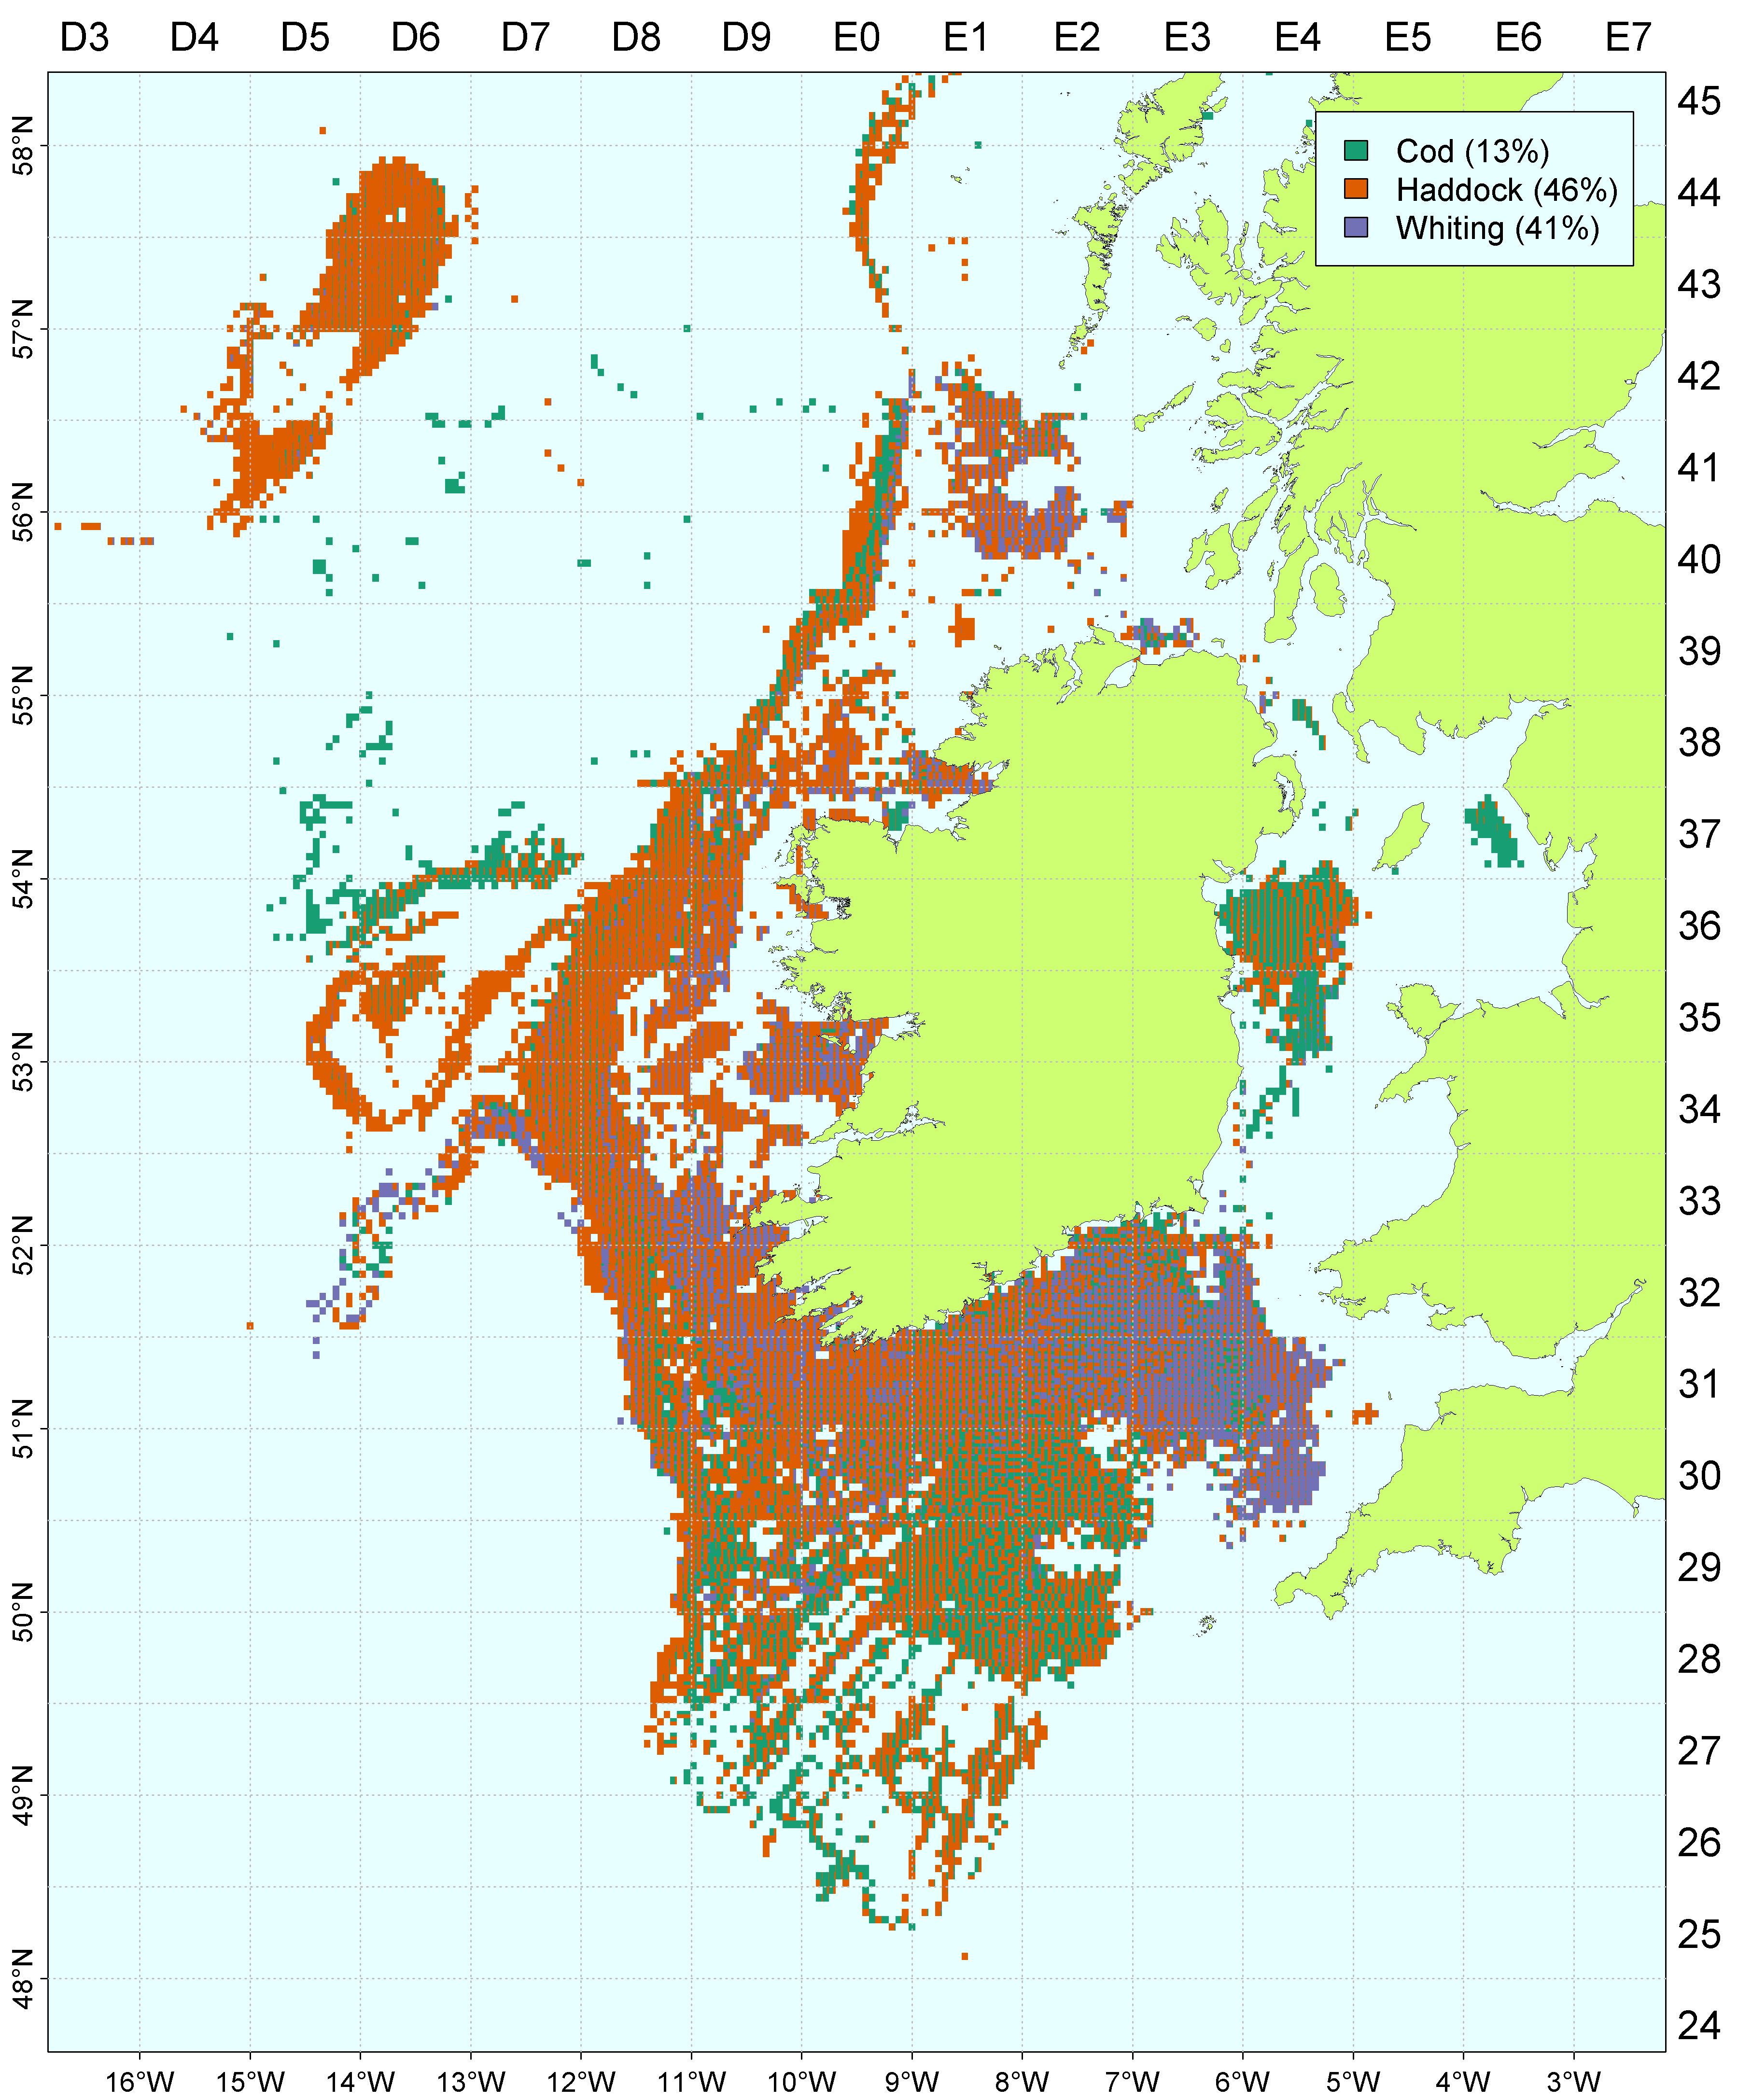 D3 D4 D5 D6 D7 D8 D9 E0 E1 E2 E3 E4 E5 E6 E7
Cod (13%)
Haddock (46%)
Whiting (41%)
58°N
57°N
56°N
55°N
54°N
53°N
52°N
51°N
50°N
49°N
48°N
45
44
43
42
41
40
39
38
37
36
35
34
33
32
31
30
29
28
27
26
25
24
16°W 15°W 14°W 13°W 12°W 11°W 10°W 9°W 8°W 7°W 6°W 5°W 4°W 3°W